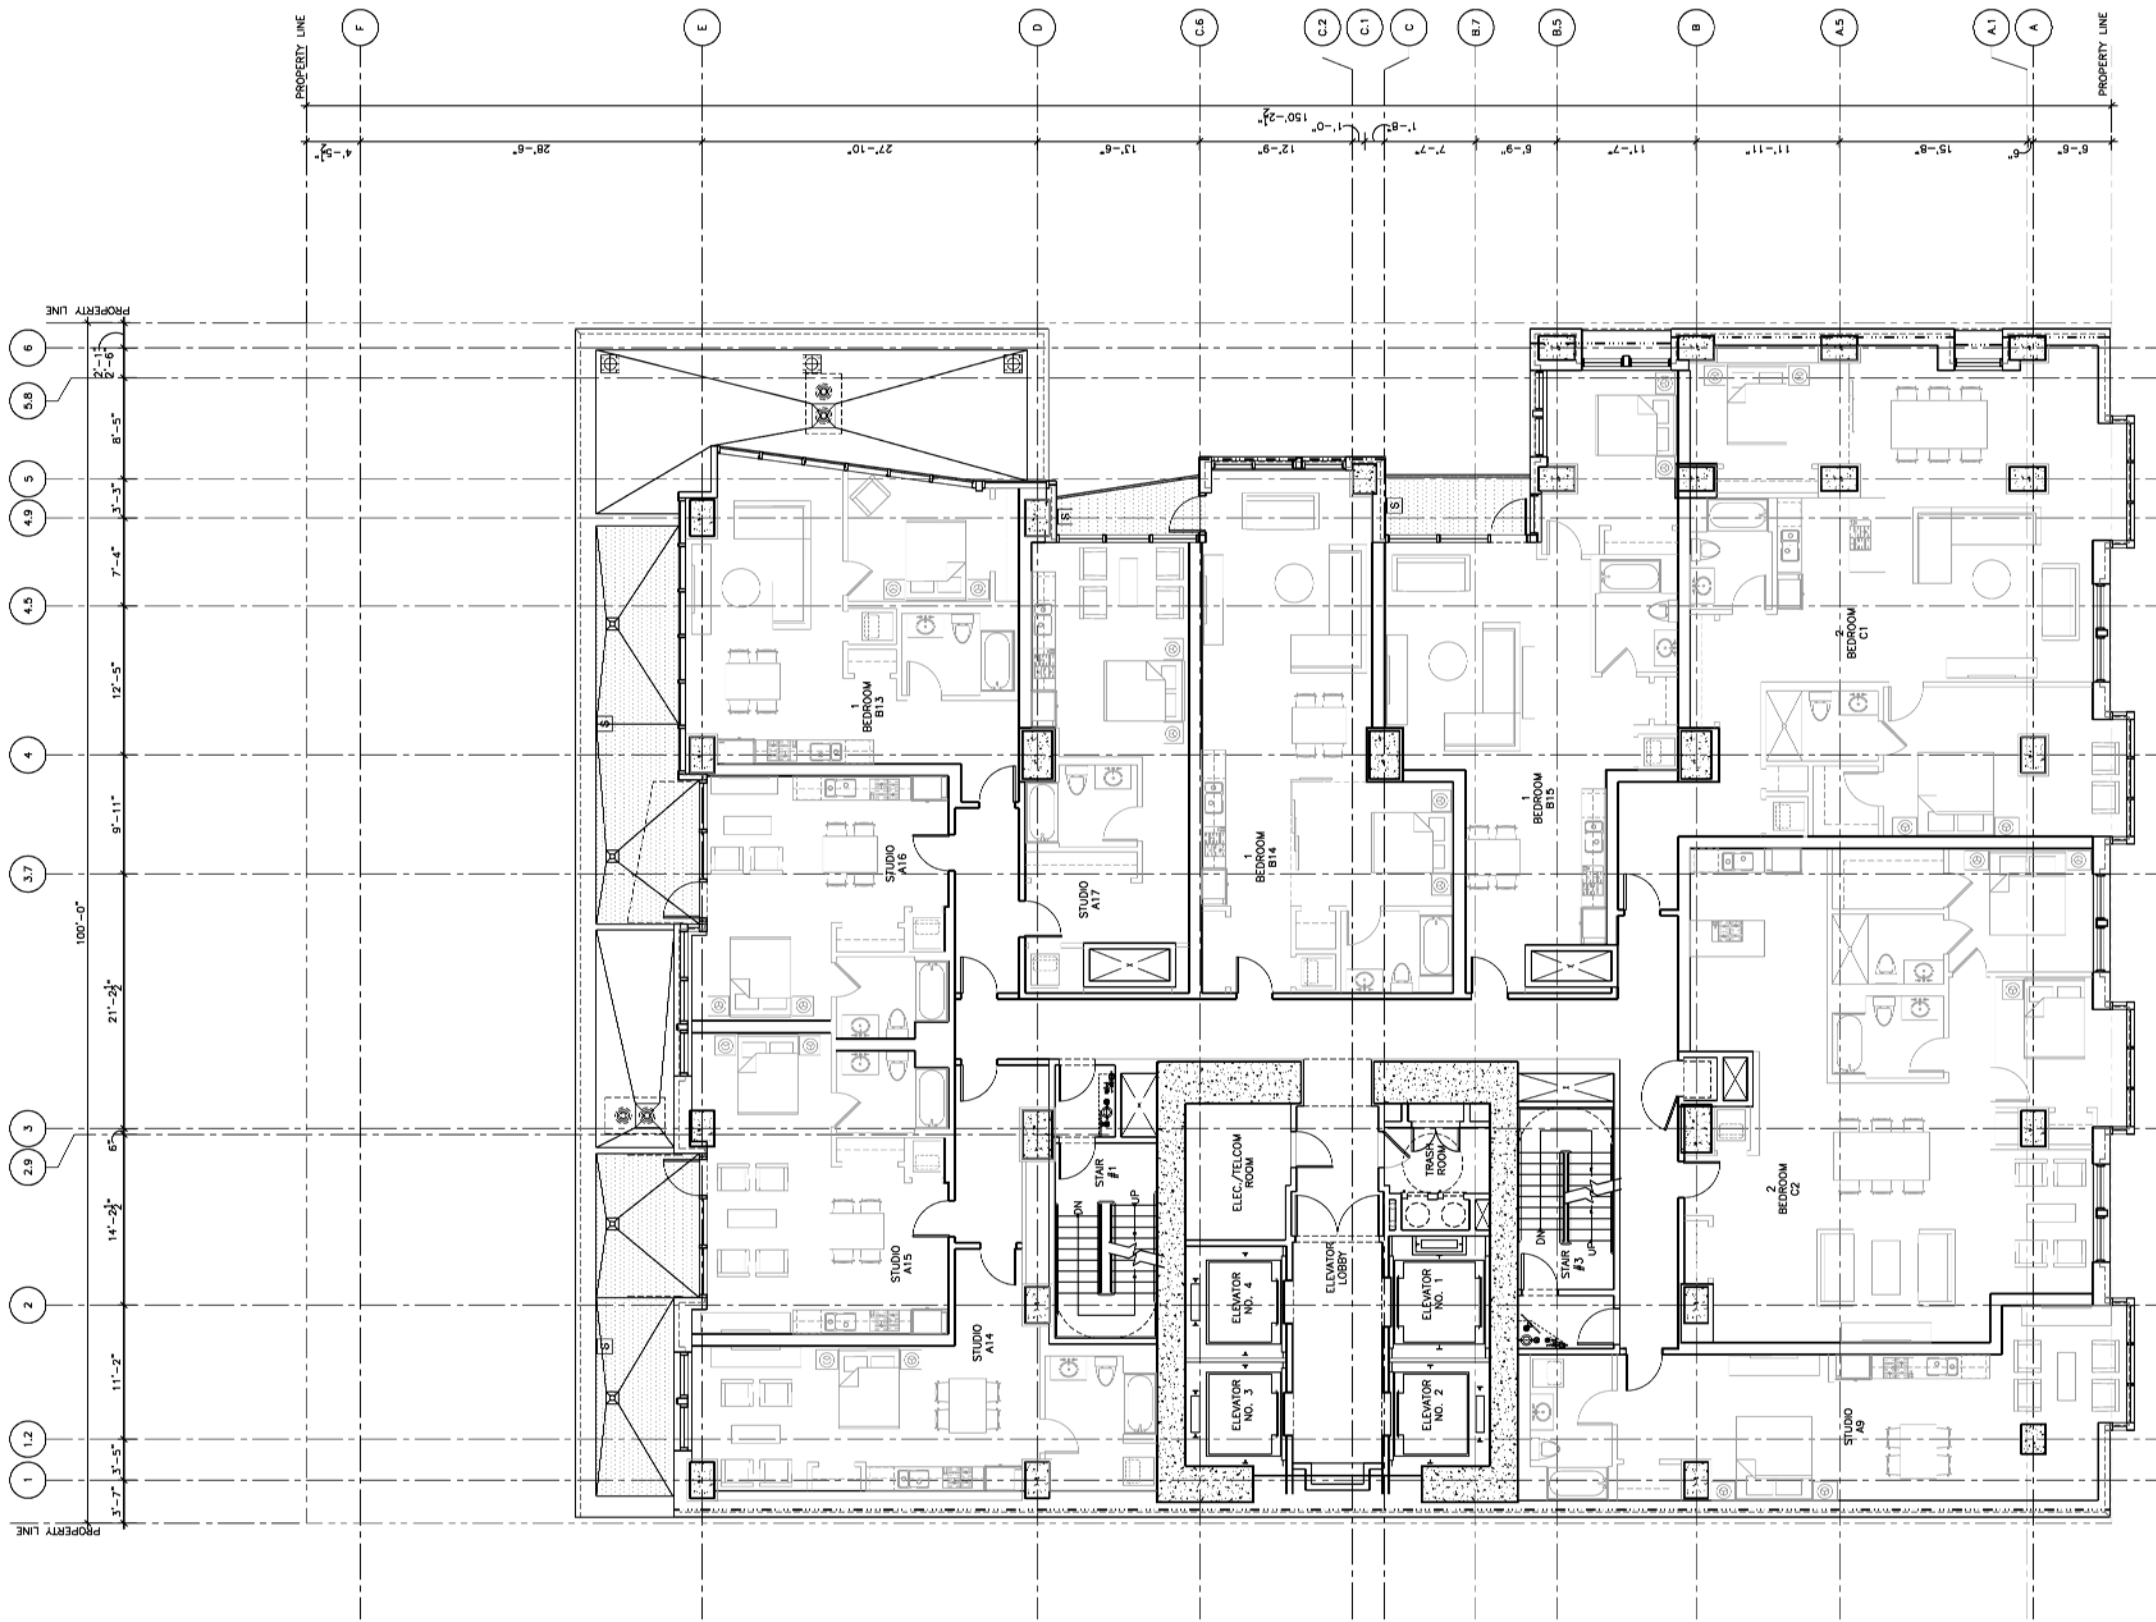 PROPERTY LINE
F
E
D
C.6
C.2
C.1
C
B.7
B.5
B
A.5
A.1
A
PROPERTY LINE
150'-2½"
4'-5½"
28'-6"
27'-10"
13'-6"
12'-9"
1'-0"
1'-8"
7'-7"
6'-9"
11'-7"
11'-11"
15'-8"
6"
6'-6"
PROPERTY LINE
6
5.8
5
4.9
4.5
4
3.7
3
2.9
2
1.2
1
PROPERTY LINE
100'-0"
2'-1"
2'-6"
8'-5"
3'-3"
7'-4"
12'-5"
9'-11"
21'-2½"
6"
14'-2½"
11'-2"
3'-5"
3'-7"
S
S
S
S
1
BEDROOM
B13
STUDIO
A16
STUDIO
A17
1
BEDROOM
B14
1
BEDROOM
B15
2
BEDROOM
C1
STUDIO
A15
STUDIO
A14
STAIR
#1
DN
UP
ELEC./TELCOM
ROOM
TRASH
ROOM
ELEVATOR
LOBBY
ELEVATOR
NO. 4
ELEVATOR
NO. 1
ELEVATOR
NO. 3
ELEVATOR
NO. 2
DN
UP
STAIR
#3
2
BEDROOM
C2
STUDIO
A9